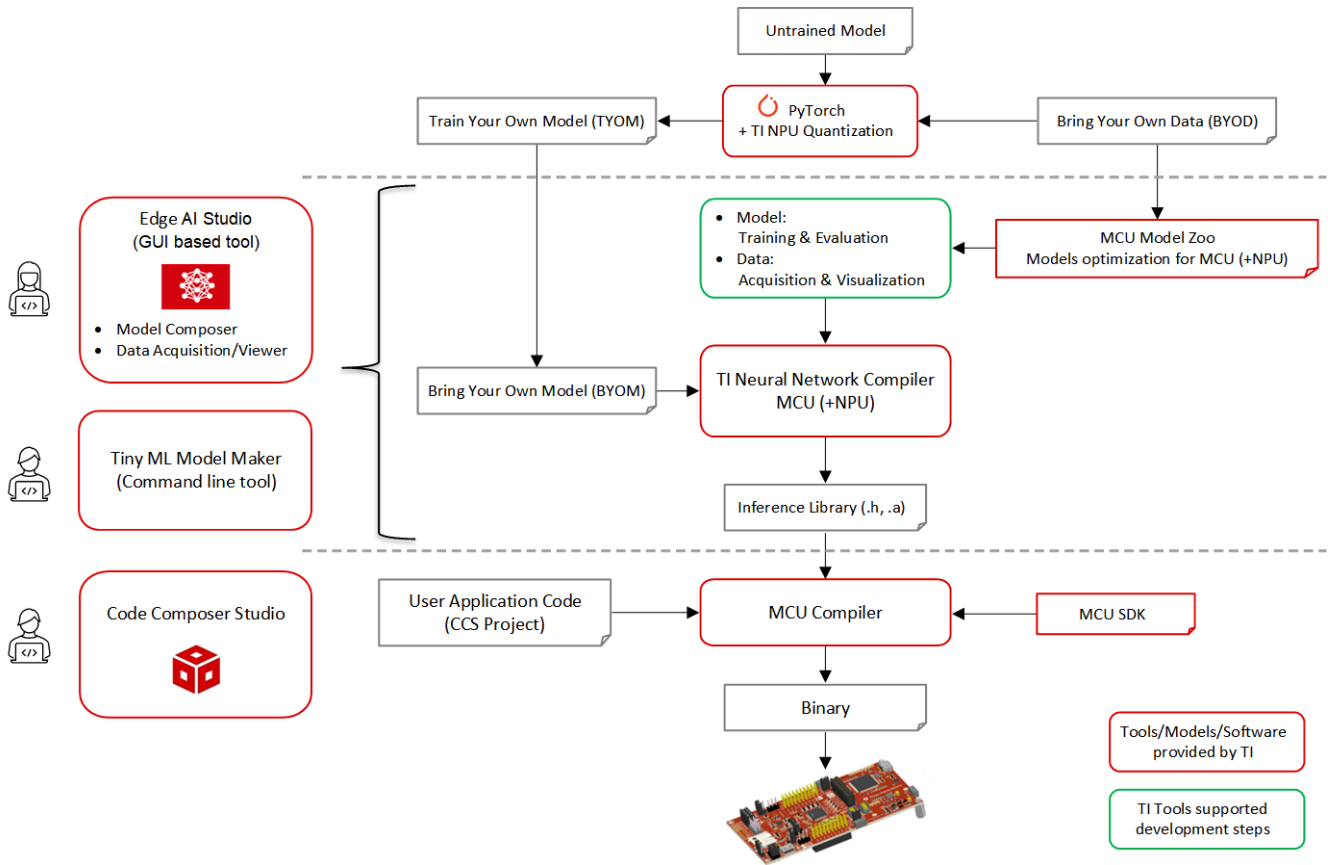 Untrained Model
PyTorch
+ TI NPU Quantization
Train Your Own Model (TYOM)
Bring Your Own Data (BYOD)
Edge AI Studio
(GUI based tool)
• Model Composer
• Data Acquisition/Viewer
• Model:
Training & Evaluation
• Data:
Acquisition & Visualization
MCU Model Zoo
Models optimization for MCU (+NPU)
</>
Bring Your Own Model (BYOM)
TI Neural Network Compiler
MCU (+NPU)
Tiny ML Model Maker
(Command line tool)
</>
Inference Library (.h, .a)
Code Composer Studio
</>
User Application Code
(CCS Project)
MCU Compiler
MCU SDK
Binary
Tools/Models/Software
provided by TI
TI Tools supported
development steps